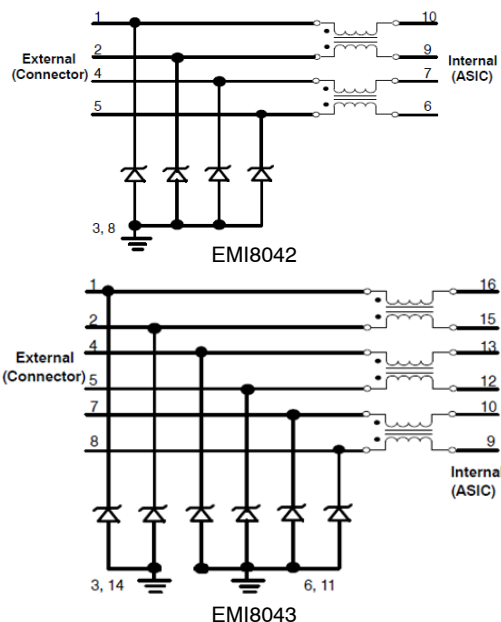 1
10
External
(Connector)
2
9
Internal
(ASIC)
4
7
5
6
3, 8
EMI8042
1
16
2
15
External
(Connector)
4
13
5
12
7
10
8
9
Internal
(ASIC)
3, 14
6, 11
EMI8043